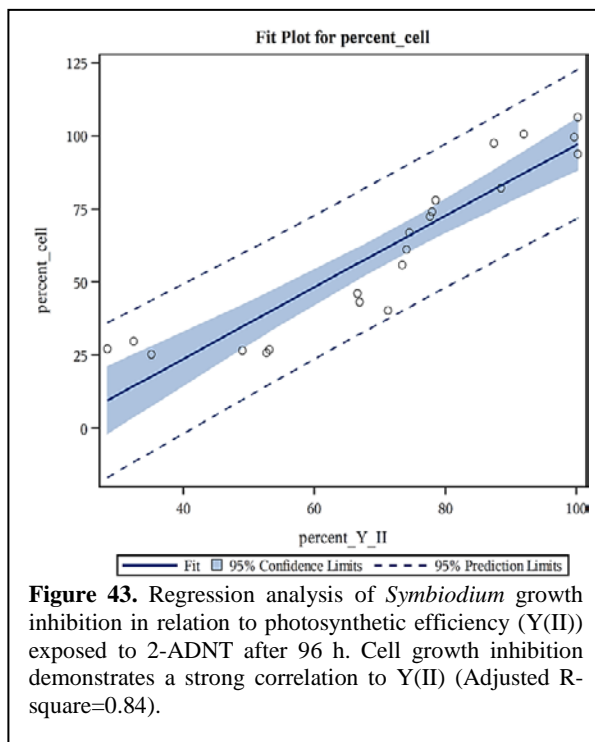 Fit Plot for percent_cell
125
100
75
50
25
0
percent_cell
40
60
80
100
percent_Y_II
Fit 95% Confidence Limits 95% Prediction Limits
Figure 43. Regression analysis of Symbiodium growth
inhibition in relation to photosynthetic efficiency (Y(II))
exposed to 2-ADNT after 96 h. Cell growth inhibition
demonstrates a strong correlation to Y(II) (Adjusted R-
square=0.84).